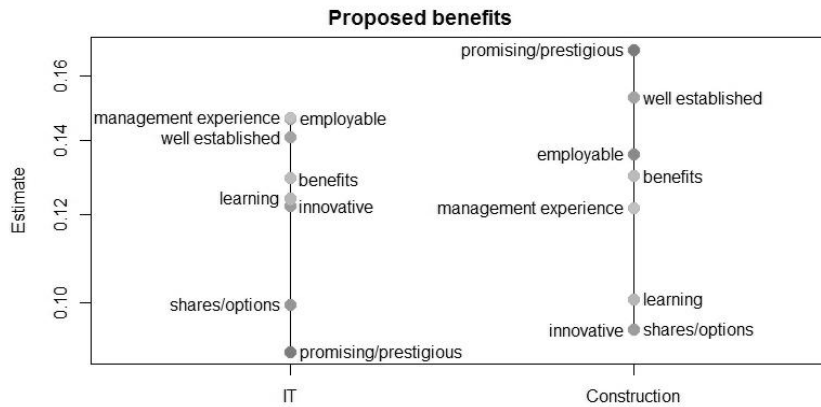 Proposed benefits
promising/prestigious
0.16
well established
management experience
employable
well established
0.14
employable
benefits
benefits
learning
innovative
management experience
0.12
Estimate
shares/options
0.10
learning
innovative
shares/options
promising/prestigious
IT
Construction